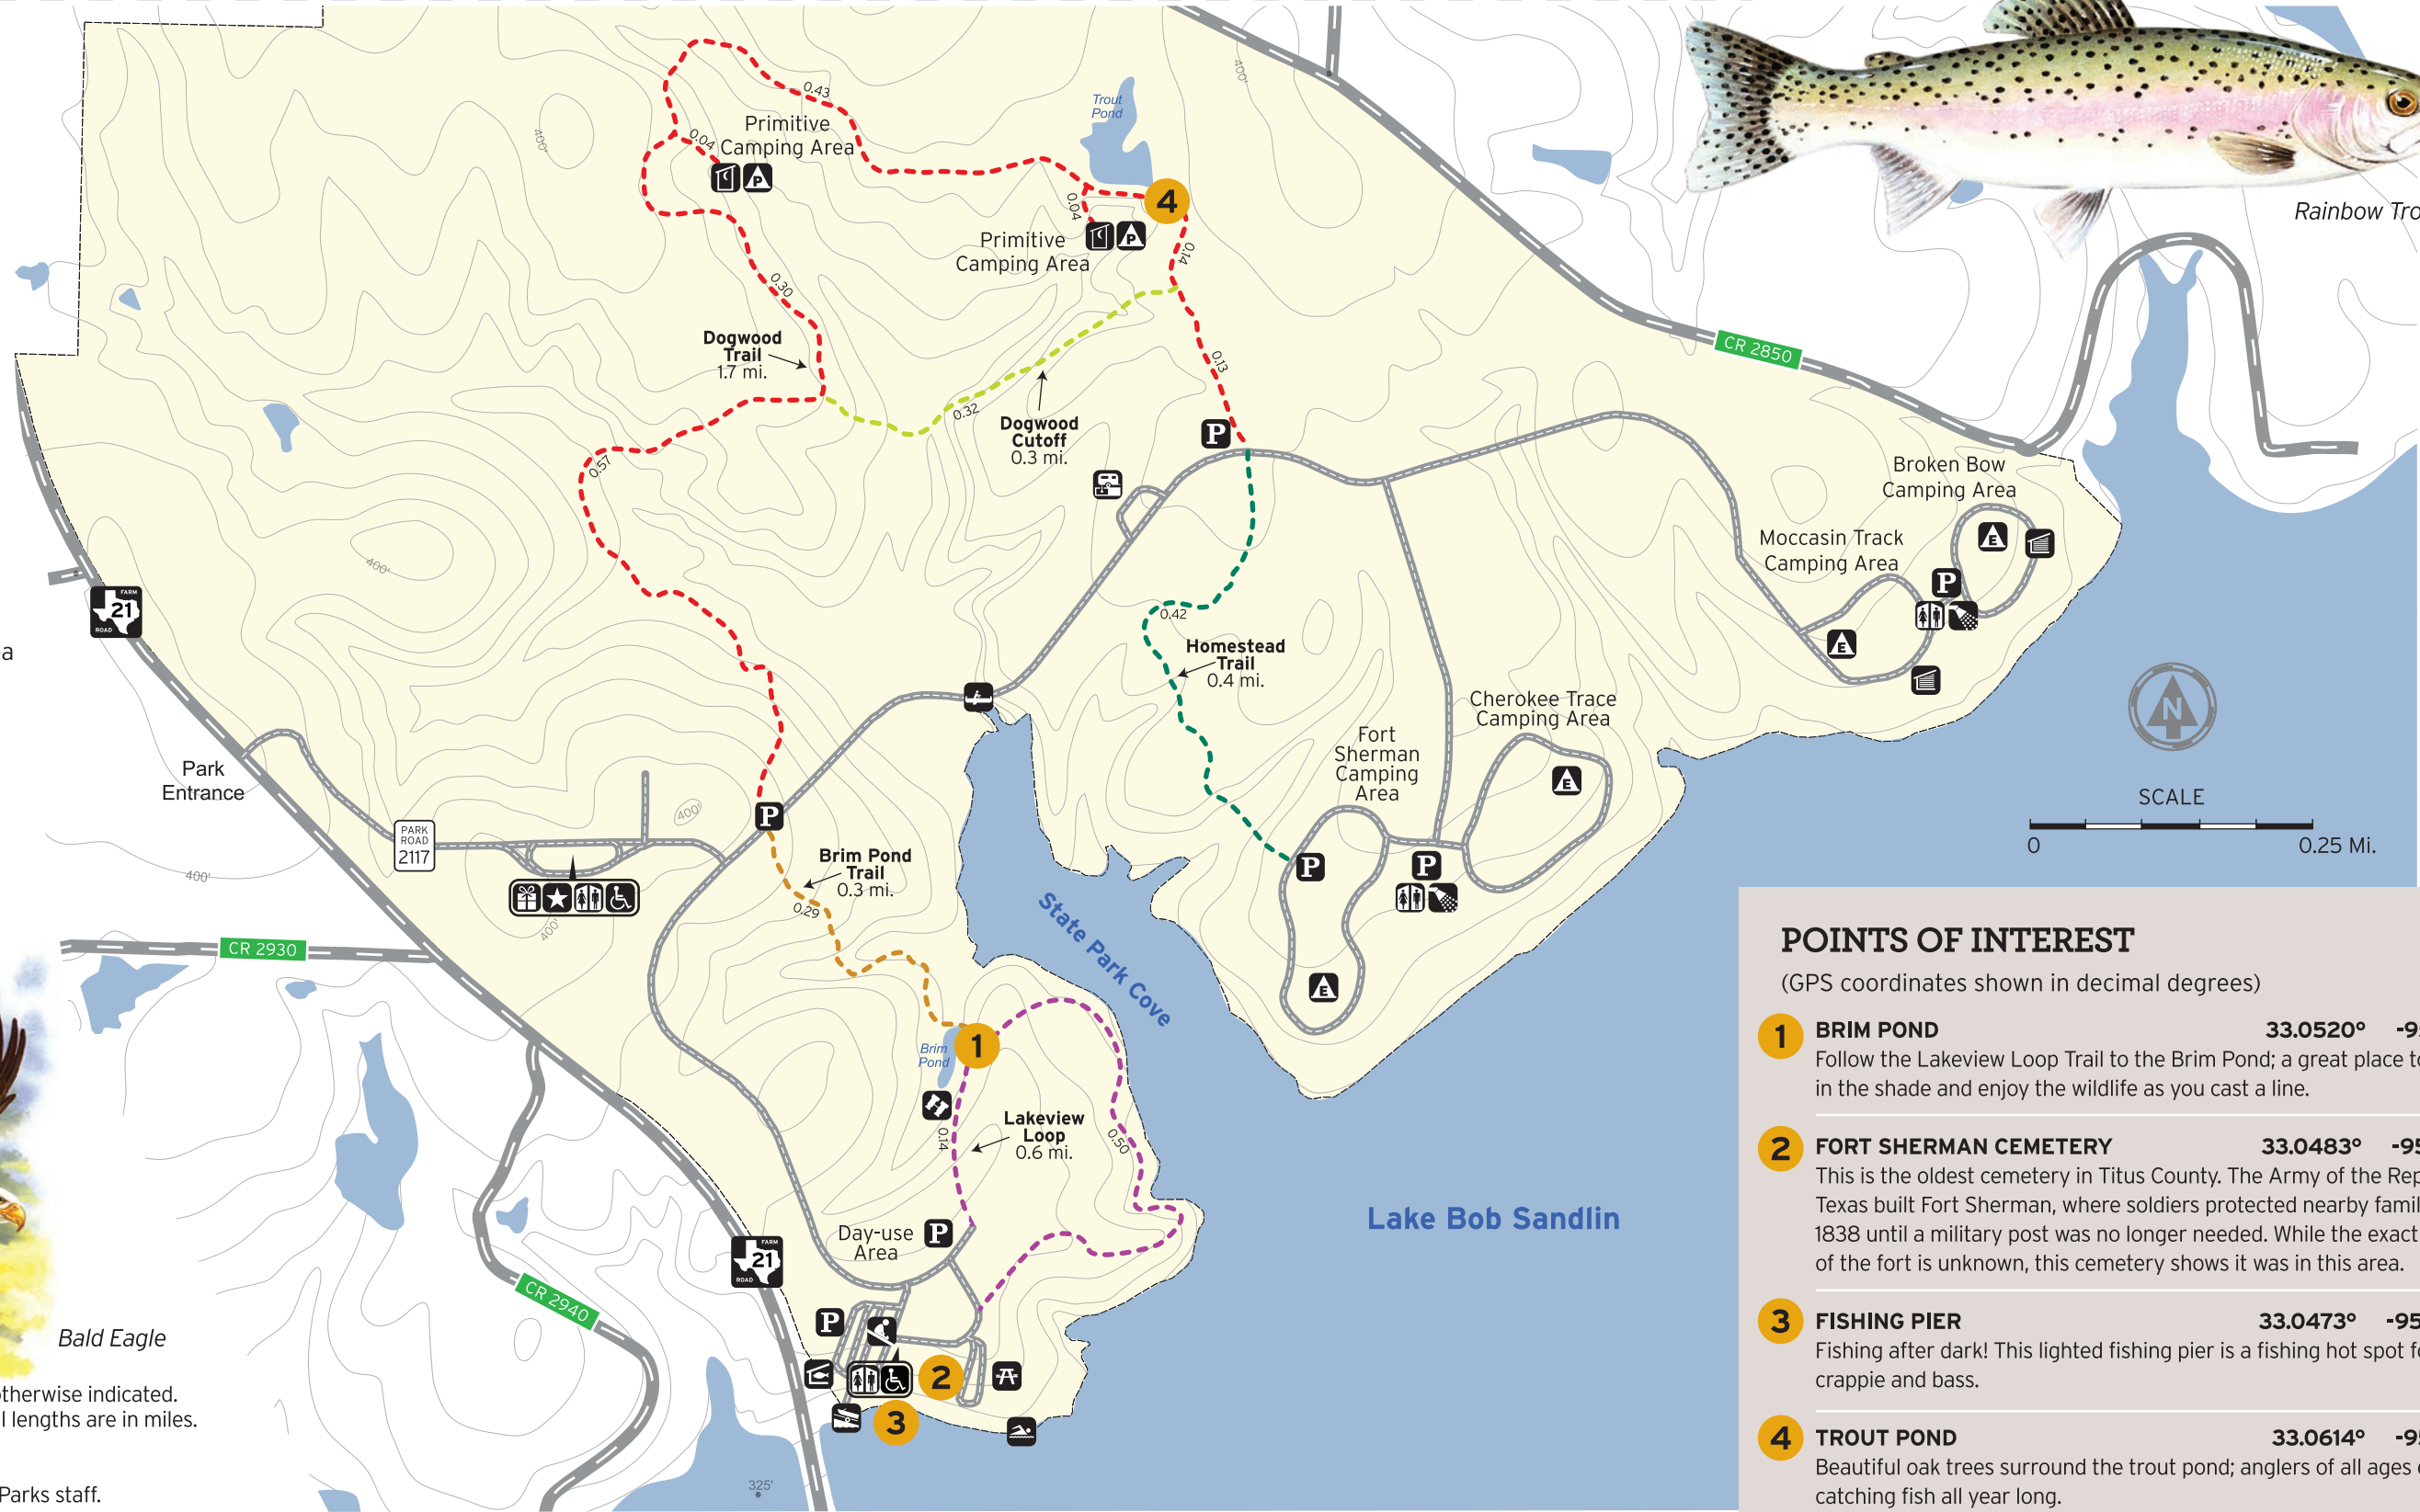 0.43
Trout
Pond
400'
400'
Primitive
Camping Area
0.04
P
Rainbow Tro
4
0.04
Primitive
Camping Area
P
0.14
0.30
Dogwood
Trail
1.7 mi.
0.13
CR 2850
0.32
Dogwood
Cutoff
0.3 mi.
P
0.57
Broken Bow
Camping Area
E
Moccasin Track
Camping Area
P
400'
FARM
21
ROAD
0.42
E
a
Homestead
Trail
0.4 mi.
Cherokee Trace
Camping Area
N
Fort
Sherman
Camping
Area
E
Park
Entrance
SCALE
0
0.25 Mi.
400'
P
PARK
ROAD
2117
Brim Pond
Trail
0.3 mi.
P
P
400'
0.29
400'
State Park Cove
CR 2930
E
Brim
Pond
1
Lakeview
Loop
0.6 mi.
0.14
0.50
Lake Bob Sandlin
Day-use
Area
P
FARM
21
ROAD
CR 2940
P
Bald Eagle
2
3
otherwise indicated.
l lengths are in miles.
325'
Parks staff.
POINTS OF INTEREST
(GPS coordinates shown in decimal degrees)
1 BRIM POND 33.0520° -9
Follow the Lakeview Loop Trail to the Brim Pond; a great place to
in the shade and enjoy the wildlife as you cast a line.
2 FORT SHERMAN CEMETERY 33.0483° -95
This is the oldest cemetery in Titus County. The Army of the Rep
Texas built Fort Sherman, where soldiers protected nearby famil
1838 until a military post was no longer needed. While the exact
of the fort is unknown, this cemetery shows it was in this area.
3 FISHING PIER 33.0473° -95
Fishing after dark! This lighted fishing pier is a fishing hot spot f
crappie and bass.
4 TROUT POND 33.0614° -9
Beautiful oak trees surround the trout pond; anglers of all ages
catching fish all year long.